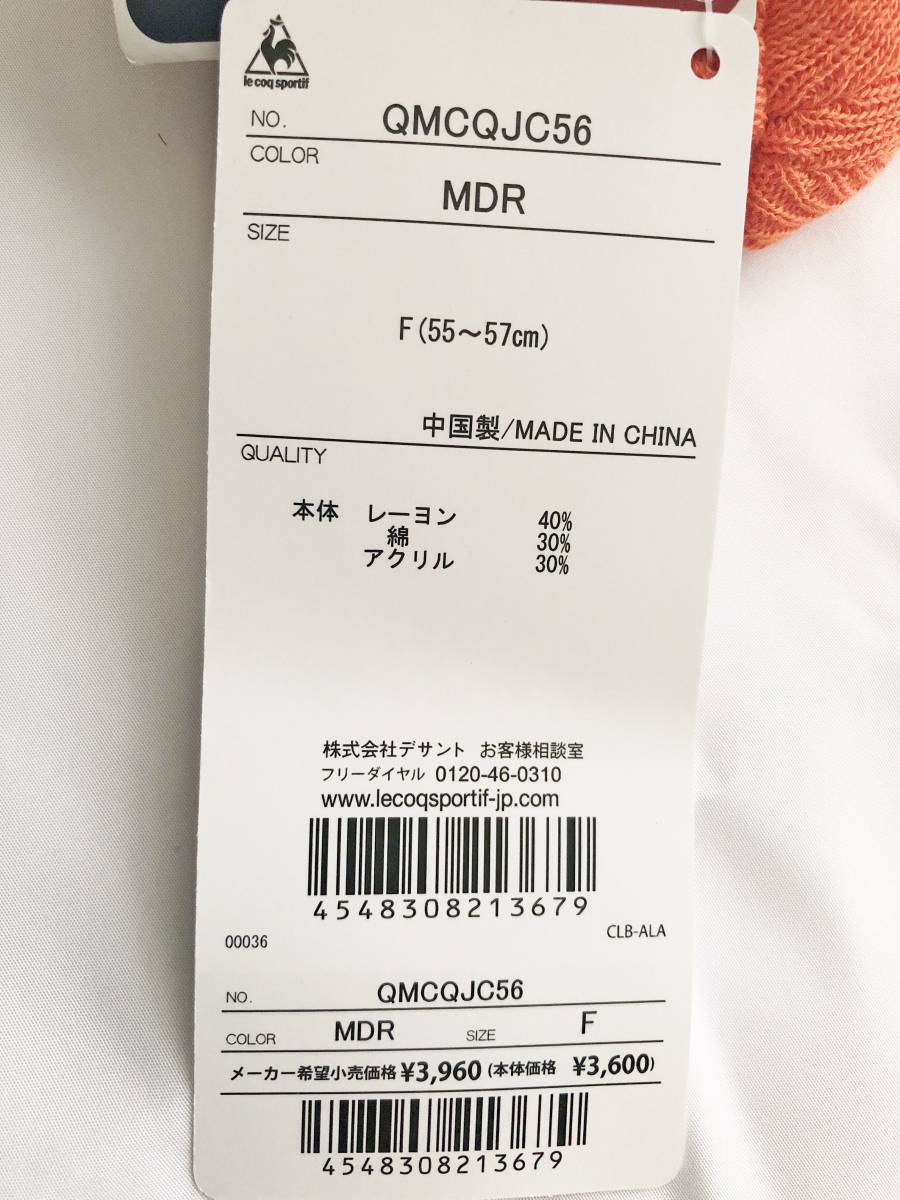 le coq sportif
NO. QMCQJC56
COLOR
MDR
SIZE
F(55～57cm)
中国製/MADE IN CHINA
QUALITY
本体 レーヨン 40%
綿 30%
アクリル 30%
株式会社デサント お客様相談室
フリーダイヤル 0120-46-0310
www.lecoqsportif-jp.com
4548308213679
00036 CLB-ALA
NO. QMCQJC56
COLOR MDR SIZE F
メーカー希望小売価格 ¥3,960 (本体価格 ¥3,600)
4548308213679